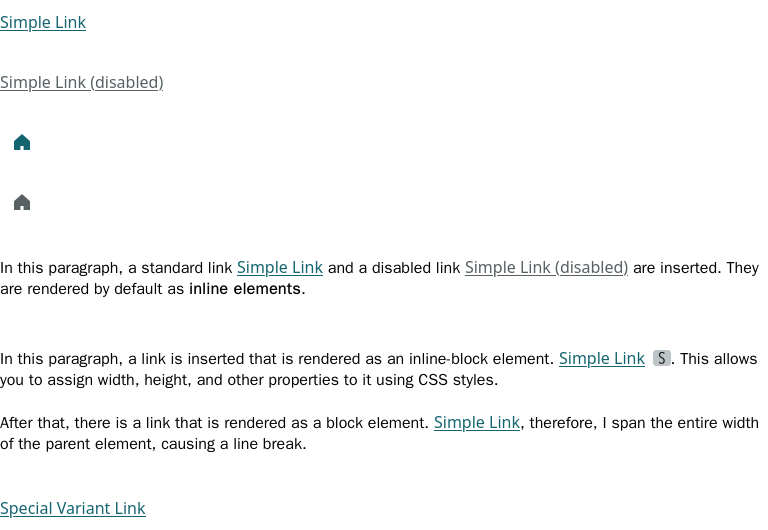 Simple Link
Simple Link (disabled)
In this paragraph, a standard link Simple Link and a disabled link Simple Link (disabled) are inserted. They
are rendered by default as inline elements.
In this paragraph, a link is inserted that is rendered as an inline-block element. Simple Link S. This allows
you to assign width, height, and other properties to it using CSS styles.
After that, there is a link that is rendered as a block element. Simple Link, therefore, I span the entire width
of the parent element, causing a line break.
Special Variant Link